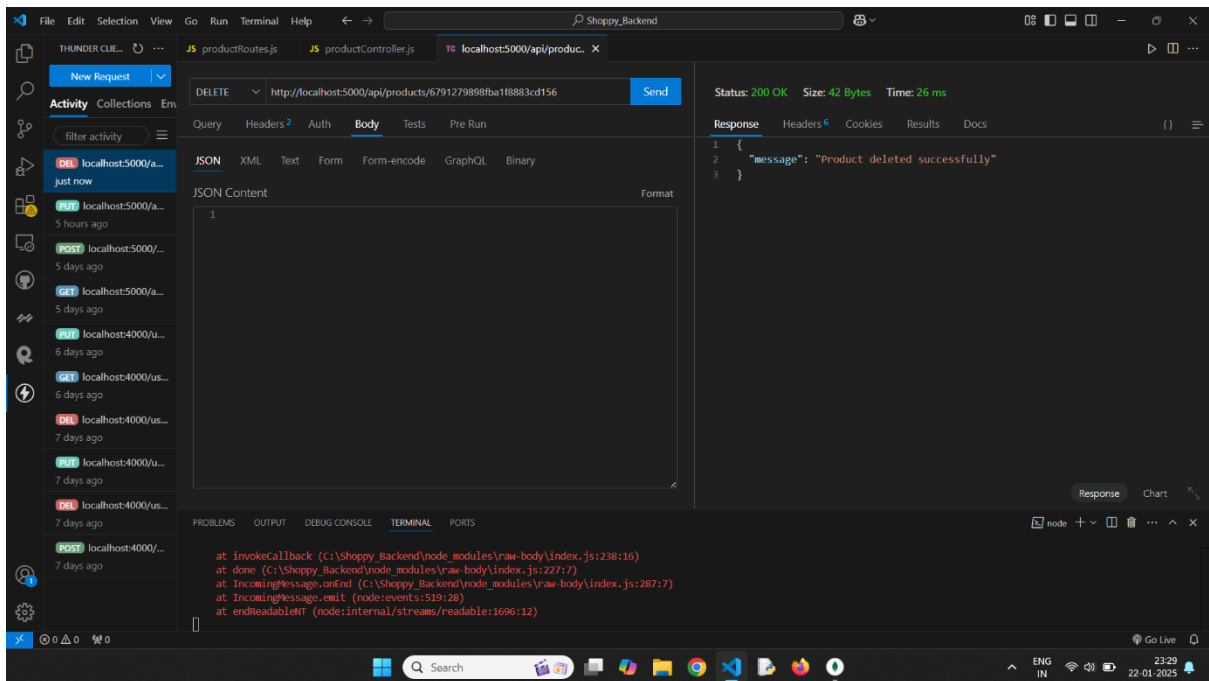 File Edit Selection View Go Run Terminal Help
Shoppy_Backend
THUNDER CLIE...
JS productRoutes.js
JS productController.js
TC localhost:5000/api/produc..
New Request
Activity Collections Env
filter activity
DEL localhost:5000/a...
just now
PUT localhost:5000/a...
5 hours ago
POST localhost:5000/...
5 days ago
GET localhost:5000/a...
5 days ago
PUT localhost:4000/u...
6 days ago
GET localhost:4000/us...
6 days ago
DEL localhost:4000/us...
7 days ago
PUT localhost:4000/u...
7 days ago
DEL localhost:4000/us...
7 days ago
POST localhost:4000/...
7 days ago
DELETE http://localhost:5000/api/products/6791279898fba1f8883cd156 Send
Query Headers 2 Auth Body Tests Pre Run
JSON XML Text Form Form-encode GraphQL Binary
JSON Content Format
1
Status: 200 OK Size: 42 Bytes Time: 26 ms
Response Headers 6 Cookies Results Docs {}
1 {
2 "message": "Product deleted successfully"
3 }
Response Chart
PROBLEMS OUTPUT DEBUG CONSOLE TERMINAL PORTS
node
at invokeCallback (C:\Shoppy_Backend\node_modules\raw-body\index.js:238:16)
at done (C:\Shoppy_Backend\node_modules\raw-body\index.js:227:7)
at IncomingMessage.onEnd (C:\Shoppy_Backend\node_modules\raw-body\index.js:287:7)
at IncomingMessage.emit (node:events:519:28)
at endReadableNT (node:internal/streams/readable:1696:12)
1
0 0 0
Go Live
Search
ENG
IN
23:29
22-01-2025